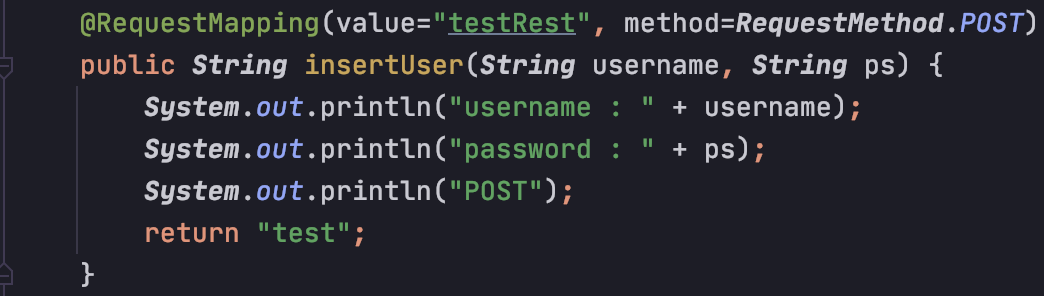 @RequestMapping(value="testRest", method=RequestMethod.POST)
public String insertUser(String username, String ps) {
System.out.println("username : " + username);
System.out.println("password : " + ps);
System.out.println("POST");
return "test";
}